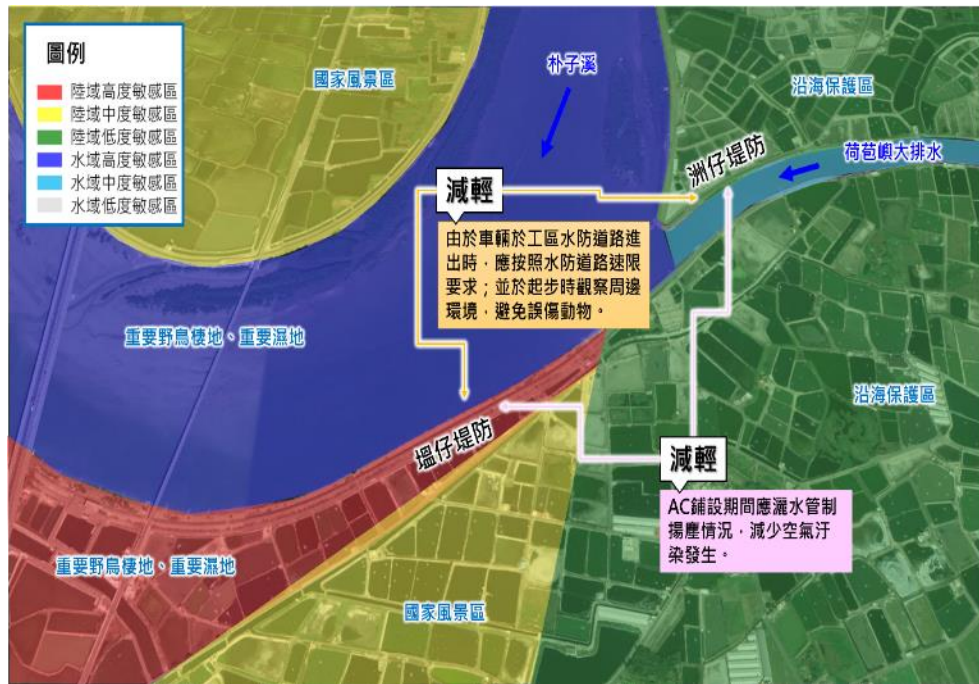 圖例
陸域高度敏感區
陸域中度敏感區
陸域低度敏感區
水域高度敏感區
水域中度敏感區
水域低度敏感區
國家風景區
朴子溪
沿海保護區
洲仔堤防
荷苞嶼大排水
減輕
由於車輛於工區水防道路進
出時，應按照水防道路速限
要求；並於起步時觀察周邊
環境，避免誤傷動物。
重要野鳥棲地、重要濕地
沿海保護區
塭仔堤防
減輕
AC鋪設期間應灑水管制
揚塵情況，減少空氣汙
染發生。
重要野鳥棲地、重要濕地
國家風景區